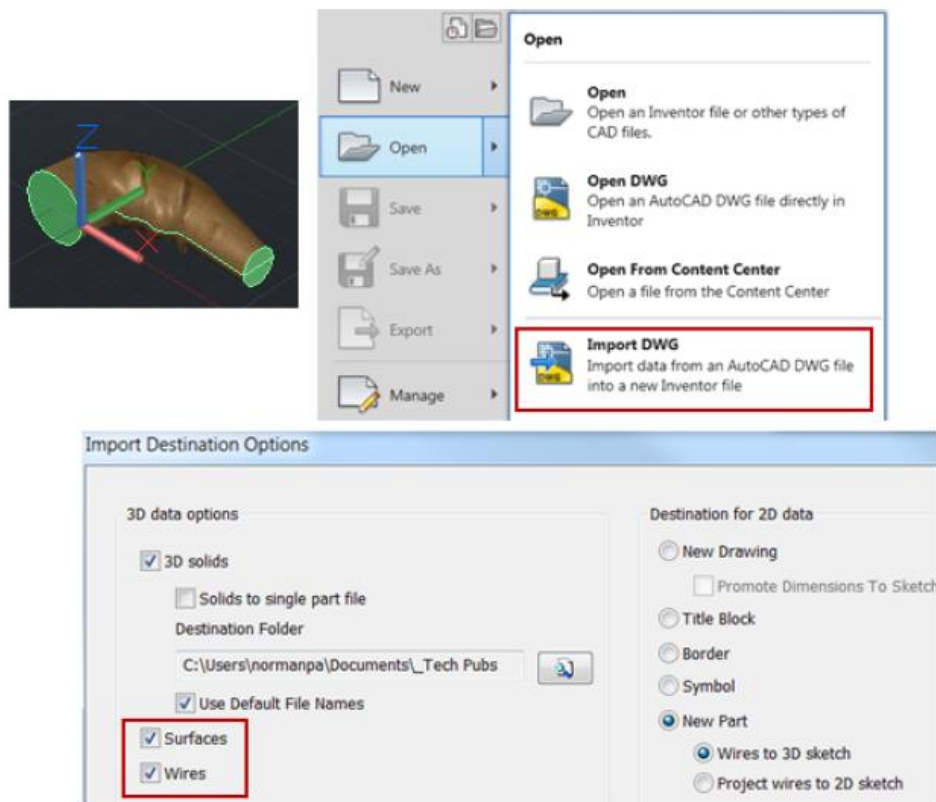 Z
Y
X
New
Open
Save
Save As
Export
Manage
Open
Open
Open an Inventor file or other types of
CAD files.
DWG
Open DWG
Open an AutoCAD DWG file directly in
Inventor
Open From Content Center
Open a file from the Content Center
DWG
Import DWG
Import data from an AutoCAD DWG file
into a new Inventor file
Import Destination Options
3D data options
3D solids
Solids to single part file
Destination Folder
C:\Users\normanpa\Documents\_Tech Pubs
Use Default File Names
Surfaces
Wires
Destination for 2D data
New Drawing
Promote Dimensions To Sketch
Title Block
Border
Symbol
New Part
Wires to 3D sketch
Project wires to 2D sketch